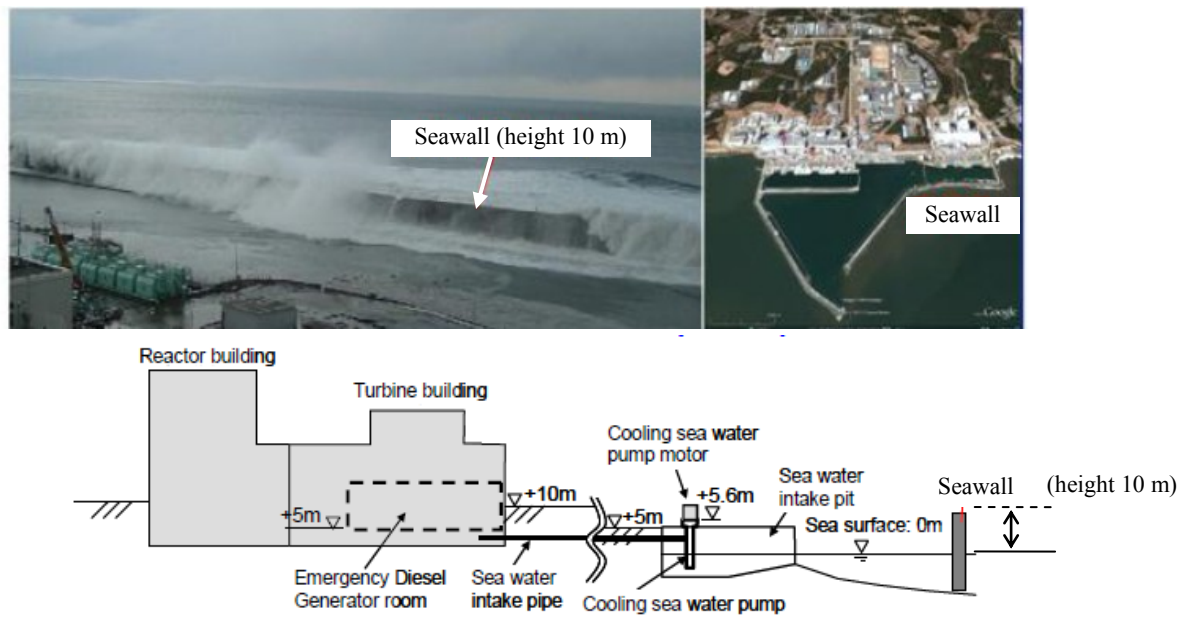 Seawall (height 10 m)
Seawall
Google
Reactor building
Turbine building
Cooling sea water
pump motor
Sea water
intake pit
Seawall
(height 10 m)
+10m
+5.6m
+5m
+5m
Sea surface: 0m
Emergency Diesel
Generator room
Sea water
intake pipe
Cooling sea water pump